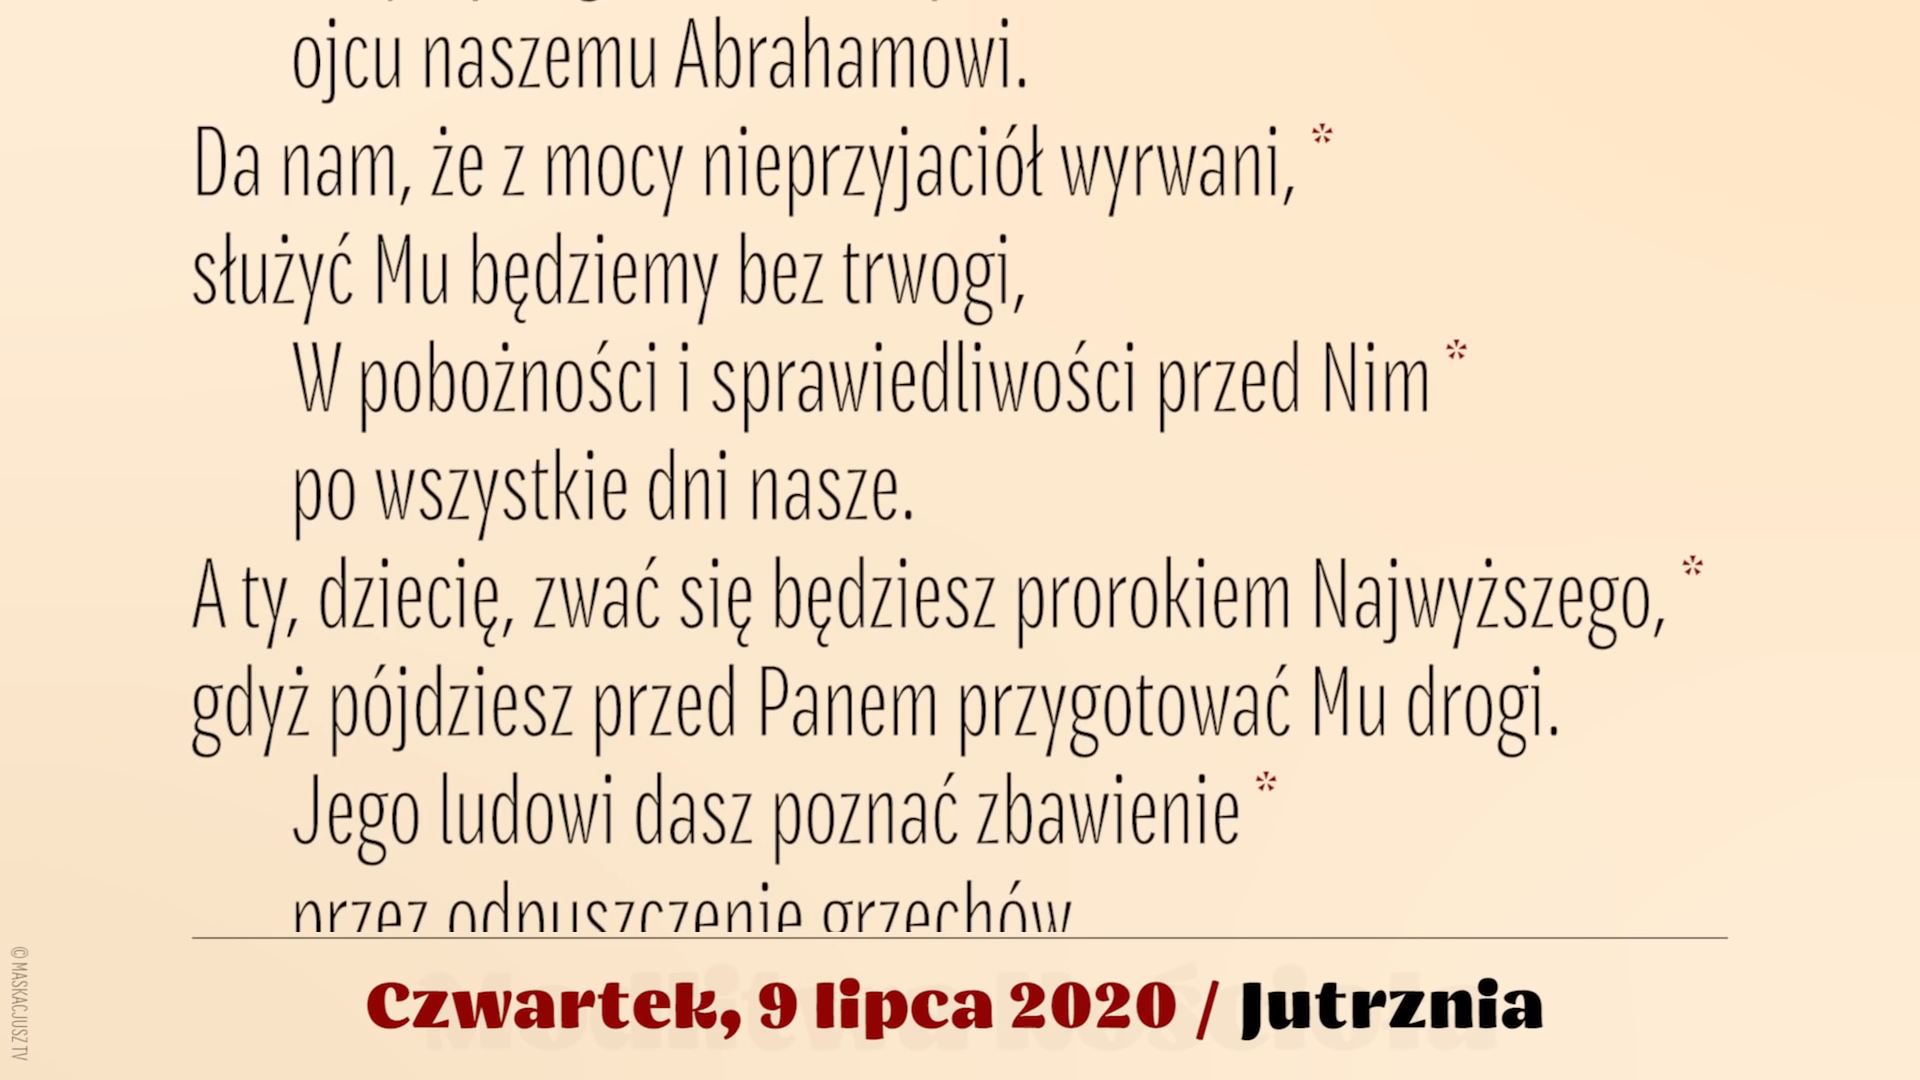 ojcu naszemu Abrahamowi.
Da nam, że z mocy nieprzyjaciół wyrwani, *
służyć Mu będziemy bez trwogi,
W pobożności i sprawiedliwości przed Nim *
po wszystkie dni nasze.
A ty, dziecię, zwać się będziesz prorokiem Najwyższego, *
gdyż pójdziesz przed Panem przygotować Mu drogi.
Jego ludowi dasz poznać zbawienie *
przez odpuszczenie grzechów
Czwartek, 9 lipca 2020 / Jutrznia
© MASKACJUSZ TV